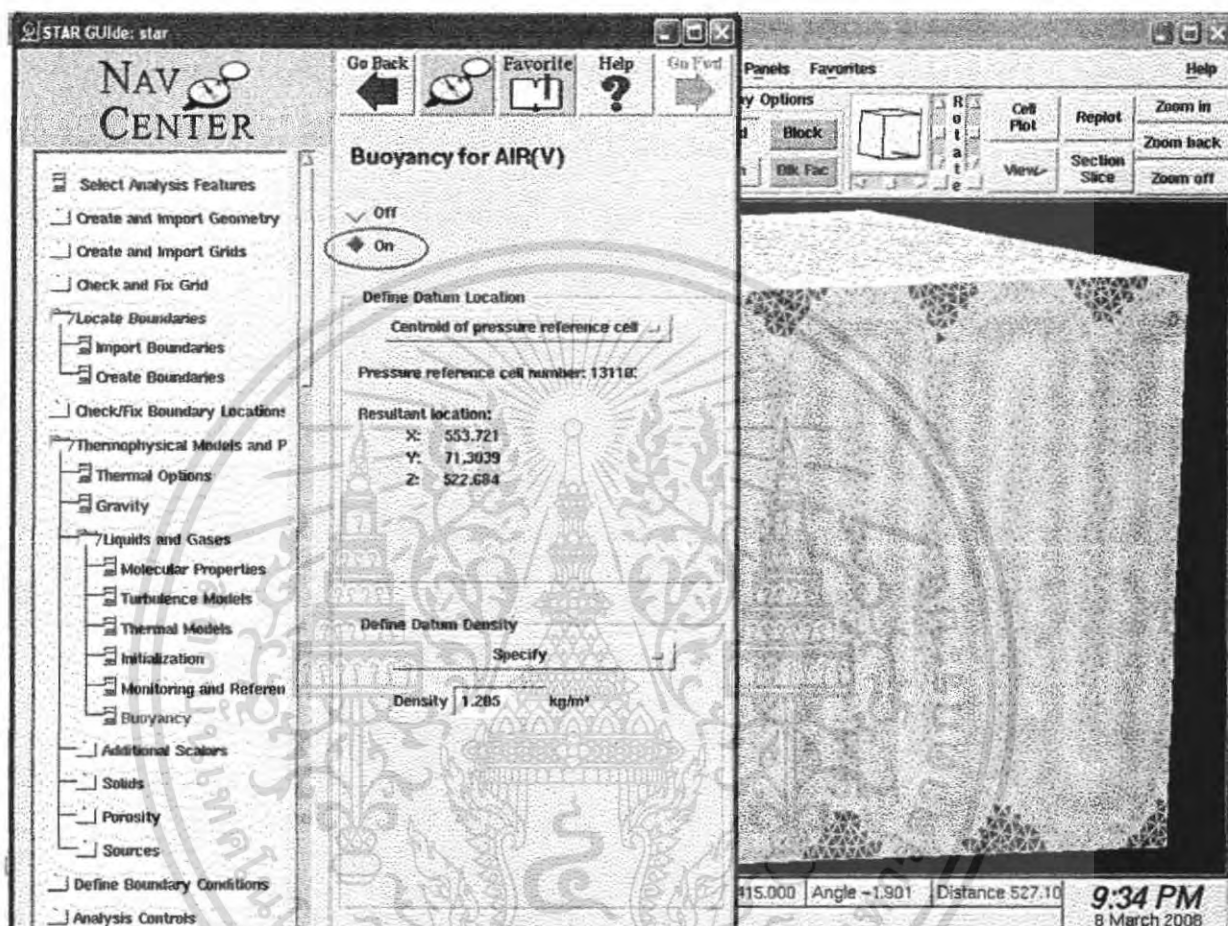 STAR GUIde: star
NAV
CENTER
Go Back
Favorite
Help
Go Fwd
Select Analysis Features
Create and Import Geometry
Create and Import Grids
Check and Fix Grid
Locate Boundaries
Import Boundaries
Create Boundaries
Check/Fix Boundary Locations
Thermophysical Models and P
Thermal Options
Gravity
Liquids and Gases
Molecular Properties
Turbulence Models
Thermal Models
Initialization
Monitoring and Referen
Buoyancy
Additional Scalars
Solids
Porosity
Sources
Define Boundary Conditions
Analysis Controls
Buoyancy for AIR(V)
Off
On
Define Datum Location
Centroid of pressure reference cell
Pressure reference cell number: 13118:
Resultant location:
X: 553.721
Y: 71.3039
Z: 522.684
Define Datum Density
Specify
Density 1.205 kg/m³
Panels Favorites Help
y Options
Block
Blk Fac
Rotate
Cell Plot
Replot
Zoom in
Zoom back
View
Section Slice
Zoom off
415.000 Angle -1.901 Distance 527.10
9:34 PM
8 March 2008